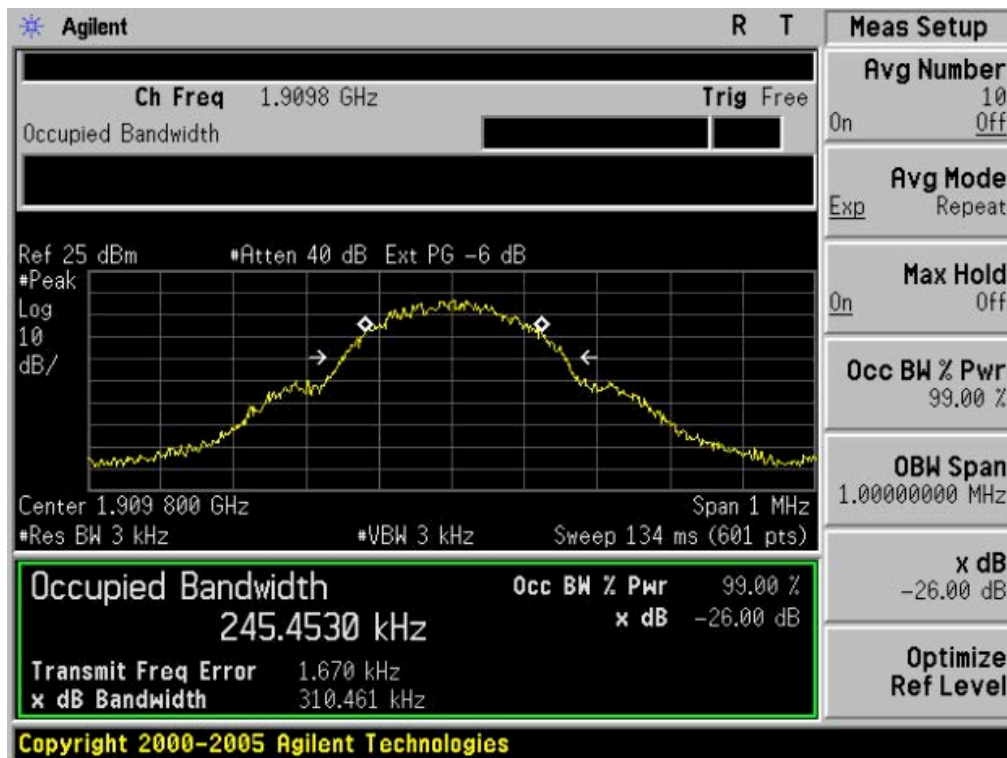 Agilent R T
Ch Freq 1.9098 GHz Trig Free
Occupied Bandwidth
Ref 25 dBm #Atten 40 dB Ext PG -6 dB
#Peak
Log
10
dB/
Center 1.909 800 GHz Span 1 MHz
#Res BW 3 kHz #VBW 3 kHz Sweep 134 ms (601 pts)
Occupied Bandwidth Occ BW % Pwr 99.00 %
245.4530 kHz x dB -26.00 dB
Transmit Freq Error 1.670 kHz
x dB Bandwidth 310.461 kHz
Copyright 2000-2005 Agilent Technologies
Meas Setup
Avg Number
10
On Off
Avg Mode
Exp Repeat
Max Hold
On Off
Occ BW % Pwr
99.00 %
OBW Span
1.00000000 MHz
x dB
-26.00 dB
Optimize
Ref Level